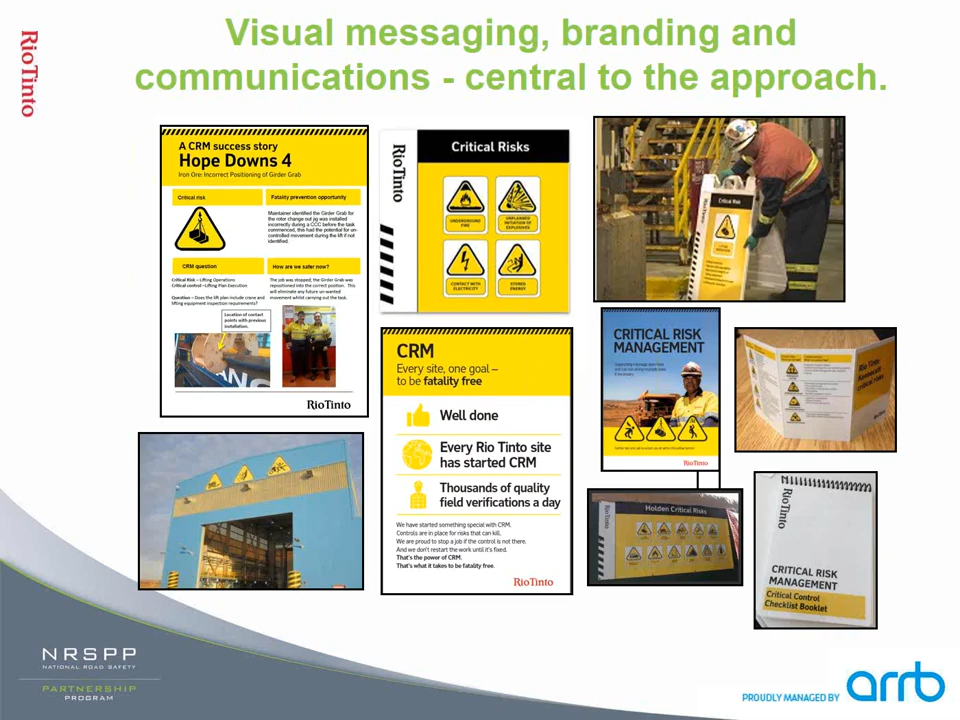 RioTinto
Visual messaging, branding and
communications - central to the approach.
A CRM success story
Hope Downs 4
Iron Ore: Incorrect Positioning of Girder Grab
Critical risk
Fatality prevention opportunity
Maintainer identified the Girder Grab for
the rotor change out jig was installed
incorrectly during a CCC before the task
commenced, this had the potential for un-
controlled movement during the lift if not
identified.
CRM question
How are we safer now?
Critical Risk – Lifting Operations
Critical control –Lifting Plan Execution
Question – Does the lift plan include crane and
lifting equipment inspection requirements?
The job was stopped, the Girder Grab was
repositioned into the correct position. This
will eliminate any future un-wanted
movement whilst carrying out the task.
Location of contact
points with previous
installation.
RioTinto
RioTinto
Critical Risks
UNDERGROUND
FIRE
UNPLANNED
INITIATION OF
EXPLOSIVES
CONTACT WITH
ELECTRICITY
STORED
ENERGY
RioTinto
Critical Risk
CRM
Every site, one goal –
to be fatality free
Well done
Every Rio Tinto site
has started CRM
Thousands of quality
field verifications a day
We have started something special with CRM.
Controls are in place for risks that can kill.
We are proud to stop a job if the control is not there.
And we don't restart the work until it's fixed.
That's the power of CRM.
That's what it takes to be fatality free.
RioTinto
CRITICAL RISK
MANAGEMENT
RioTinto
Rio Tinto
Kennecott
critical risks
RioTinto
Holden Critical Risks
RioTinto
CRITICAL RISK
MANAGEMENT
Critical Control
Checklist Booklet
NRSPP
NATIONAL ROAD SAFETY
PARTNERSHIP
PROGRAM
PROUDLY MANAGED BY
arrb